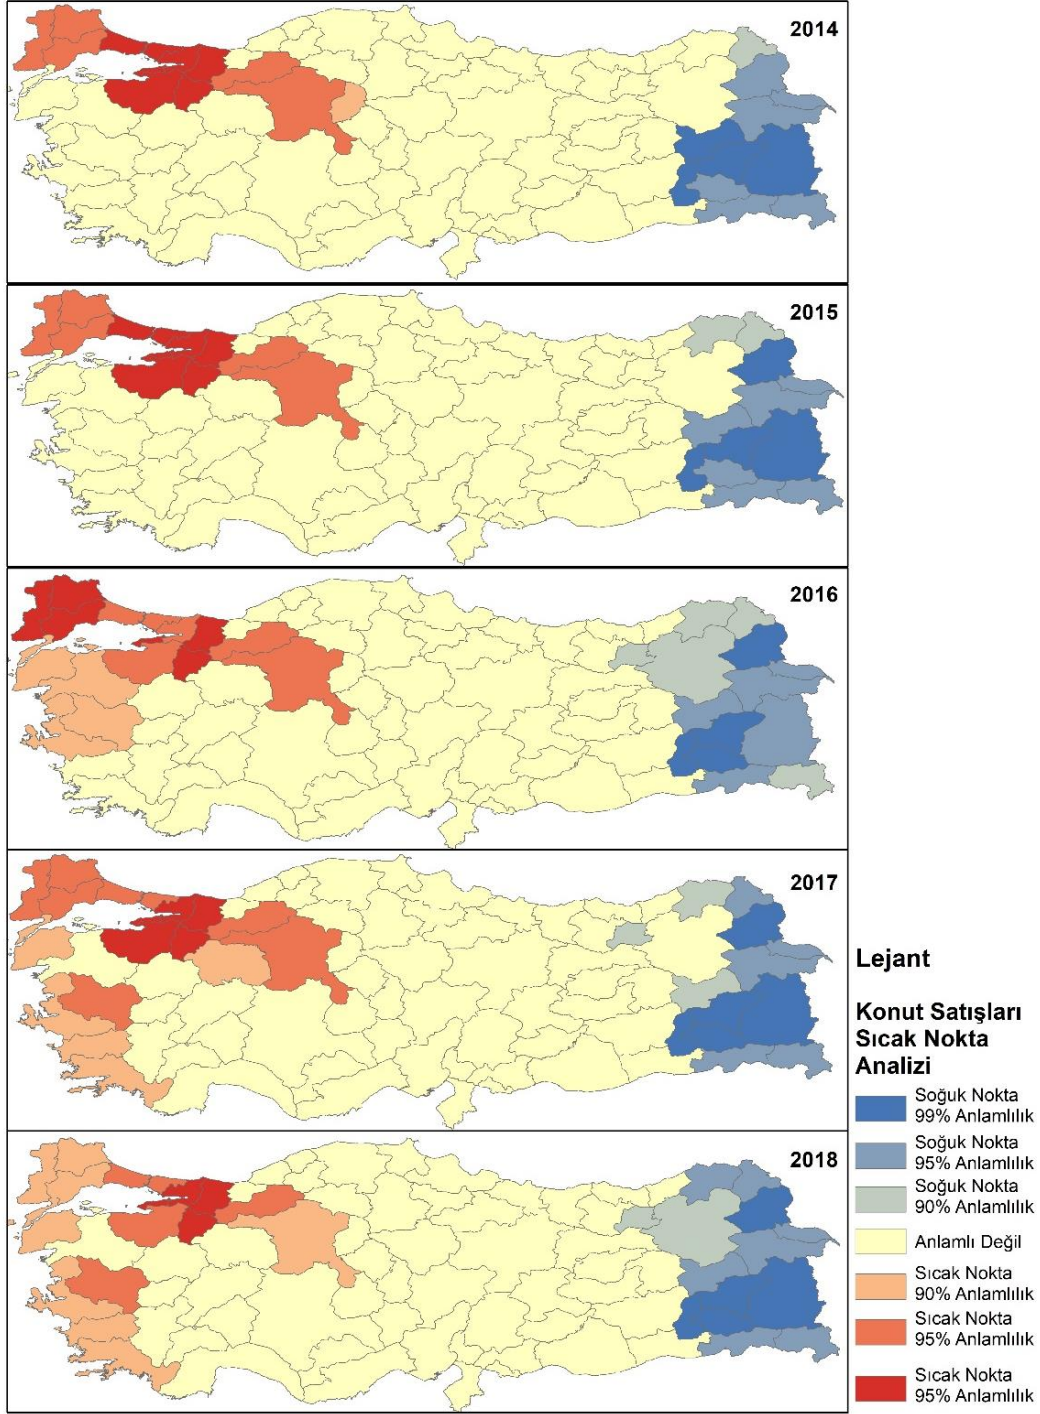 2014
2015
2016
2017
2018
Lejant
Konut Satışları
Sıcak Nokta
Analizi
Soğuk Nokta
99% Anlamlılık
Soğuk Nokta
95% Anlamlılık
Soğuk Nokta
90% Anlamlılık
Anlamlı Değil
Sıcak Nokta
90% Anlamlılık
Sıcak Nokta
95% Anlamlılık
Sıcak Nokta
95% Anlamlılık